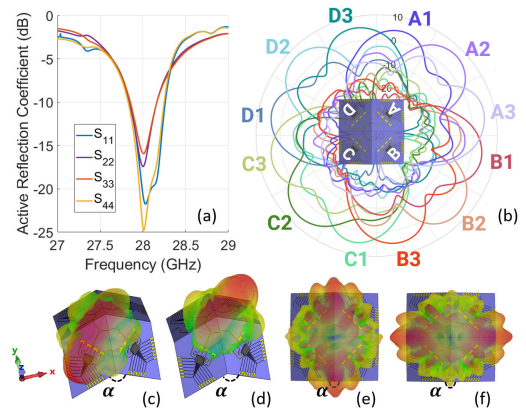 Active Reflection Coefficient (dB)
0
-5
-10
-15
-20
-25
S11
S22
S33
S44
(a)
27
27.5
28
28.5
29
Frequency (GHz)
D3
10
A1
D2
0
A2
-10
D1
20
A3
D
A
C3
B1
C
B
C2
B2
C1
B3
(b)
y
z
x
α
(c)
(d)
α
(e)
α
(f)